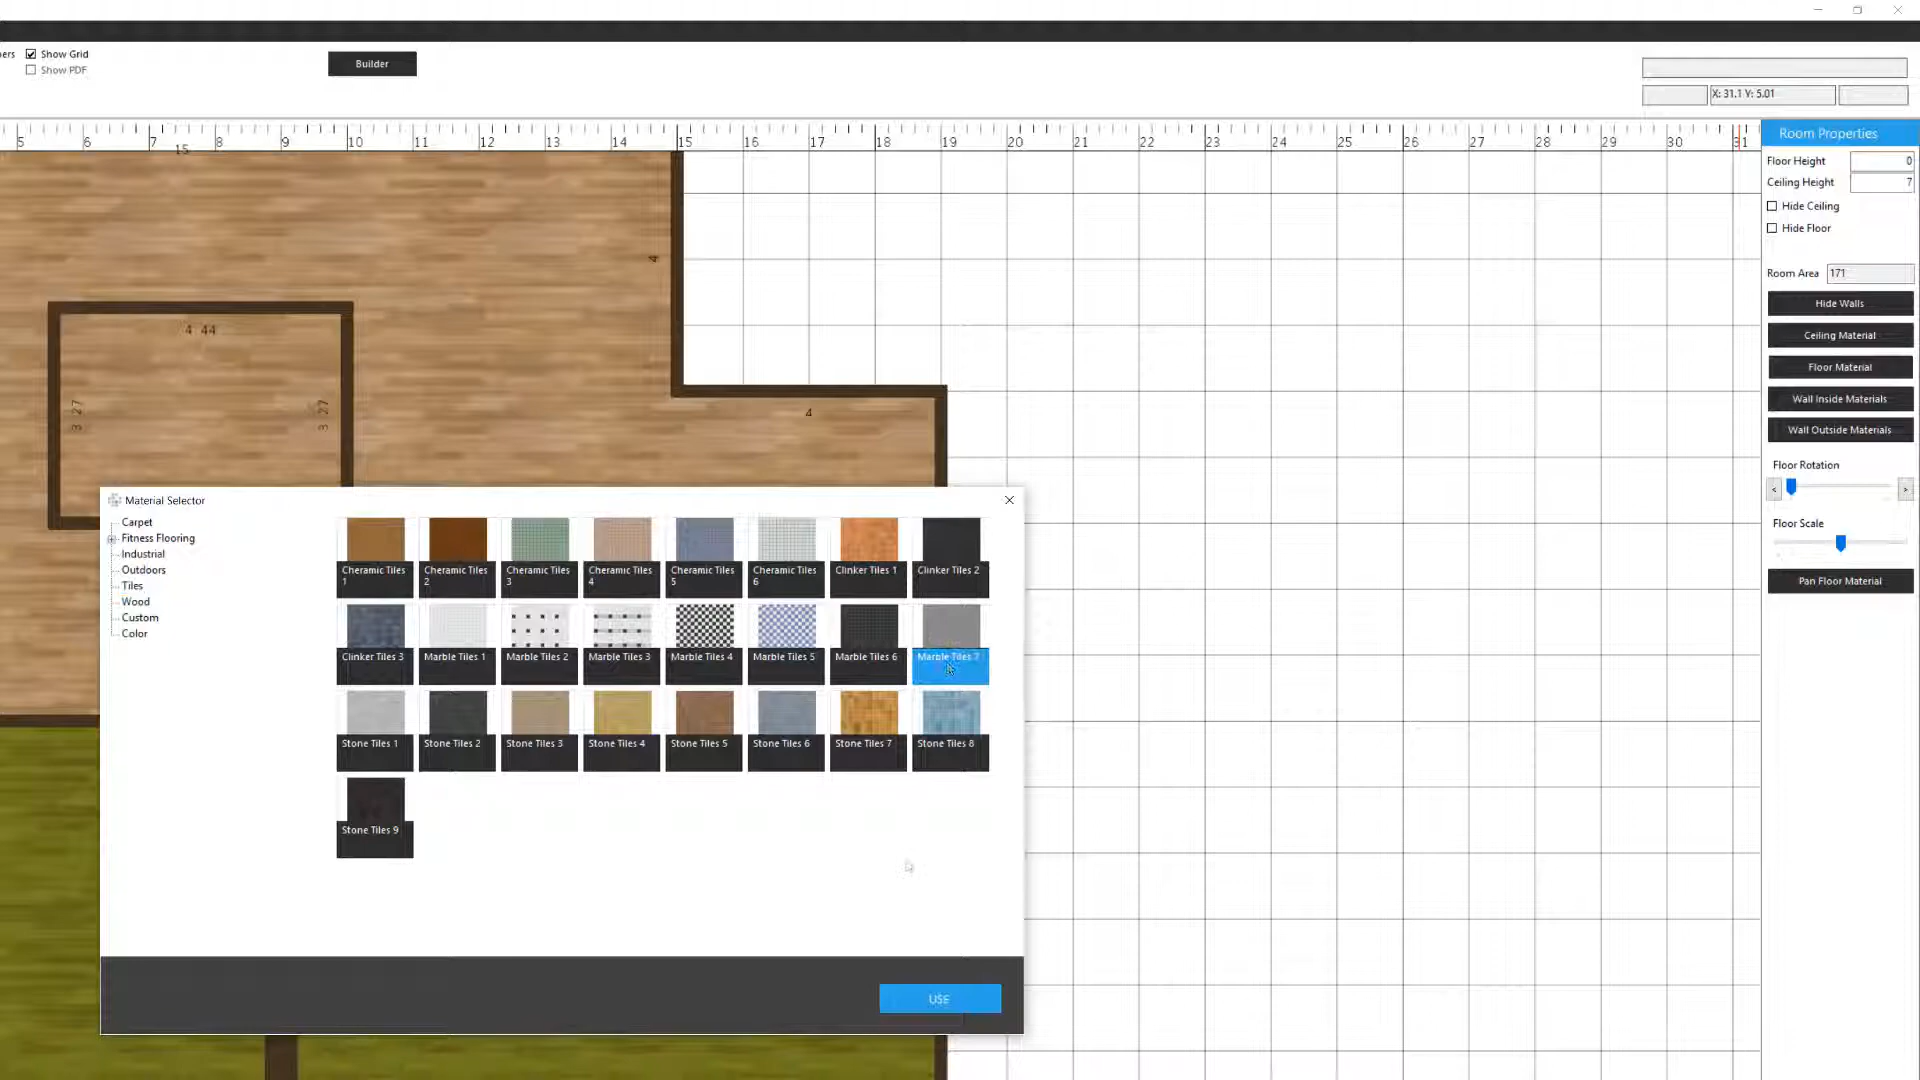 ers Show Grid
Show PDF
Builder
X: 31.1 Y: 5.01
5 6 7 8 9 10 11 12 13 14 15 16 17 18 19 20 21 22 23 24 25 26 27 28 29 30 31
15
4
4 44
3 27
3 27
4
Room Properties
Floor Height 0
Ceiling Height 7
Hide Ceiling
Hide Floor
Room Area 171
Hide Walls
Ceiling Material
Floor Material
Wall Inside Materials
Wall Outside Materials
Floor Rotation
< >
Floor Scale
Pan Floor Material
Material Selector
Carpet
Fitness Flooring
Industrial
Outdoors
Tiles
Wood
Custom
Color
Cheramic Tiles 1
Cheramic Tiles 2
Cheramic Tiles 3
Cheramic Tiles 4
Cheramic Tiles 5
Cheramic Tiles 6
Clinker Tiles 1
Clinker Tiles 2
Clinker Tiles 3
Marble Tiles 1
Marble Tiles 2
Marble Tiles 3
Marble Tiles 4
Marble Tiles 5
Marble Tiles 6
Marble Tiles 7
Stone Tiles 1
Stone Tiles 2
Stone Tiles 3
Stone Tiles 4
Stone Tiles 5
Stone Tiles 6
Stone Tiles 7
Stone Tiles 8
Stone Tiles 9
USE